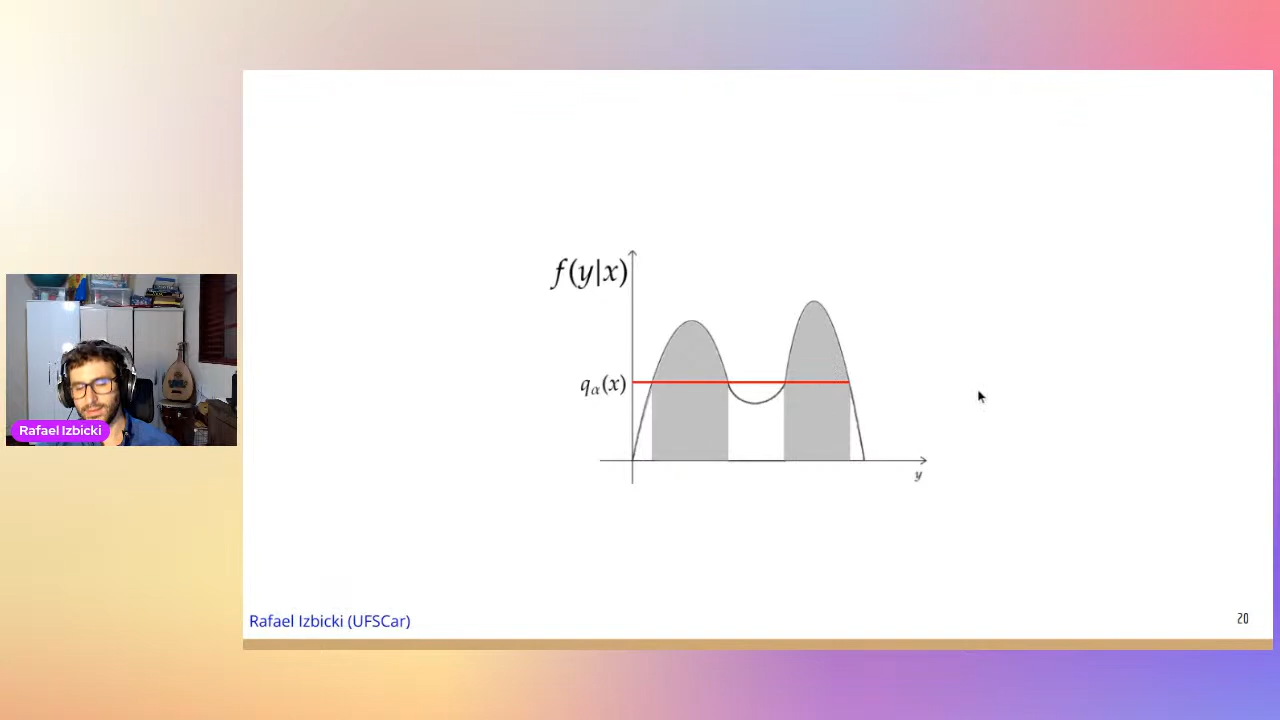 f(y|x)
qα(x)
y
Rafael Izbicki
Rafael Izbicki (UFSCar)
20